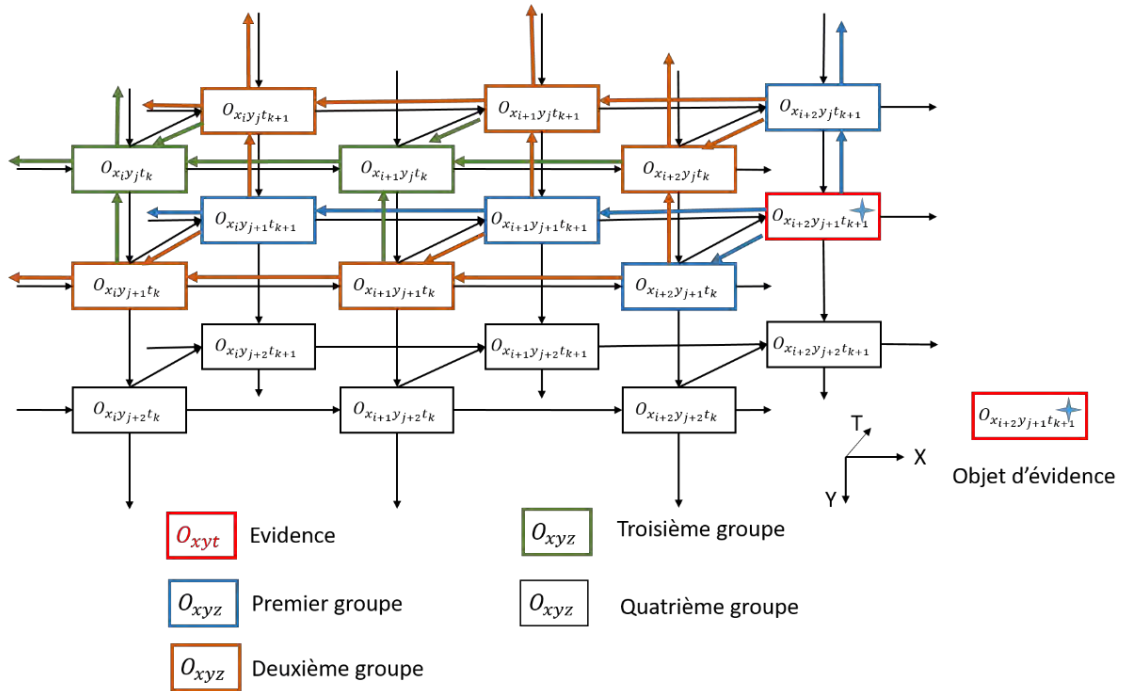 O_{x_i y_j t_{k+1}} O_{x_{i+1} y_j t_{k+1}} O_{x_{i+2} y_j t_{k+1}}
O_{x_i y_j t_k} O_{x_{i+1} y_j t_k} O_{x_{i+2} y_j t_k}
O_{x_i y_{j+1} t_{k+1}} O_{x_{i+1} y_{j+1} t_{k+1}} O_{x_{i+2} y_{j+1} t_{k+1}}
O_{x_i y_{j+1} t_k} O_{x_{i+1} y_{j+1} t_k} O_{x_{i+2} y_{j+1} t_k}
O_{x_i y_{j+2} t_{k+1}} O_{x_{i+1} y_{j+2} t_{k+1}} O_{x_{i+2} y_{j+2} t_{k+1}}
O_{x_i y_{j+2} t_k} O_{x_{i+1} y_{j+2} t_k} O_{x_{i+2} y_{j+2} t_k}
T
X
Y
O_{x_{i+2} y_{j+1} t_{k+1}}
Objet d'évidence
O_{xyt} Evidence
O_{xyz} Premier groupe
O_{xyz} Deuxième groupe
O_{xyz} Troisième groupe
O_{xyz} Quatrième groupe